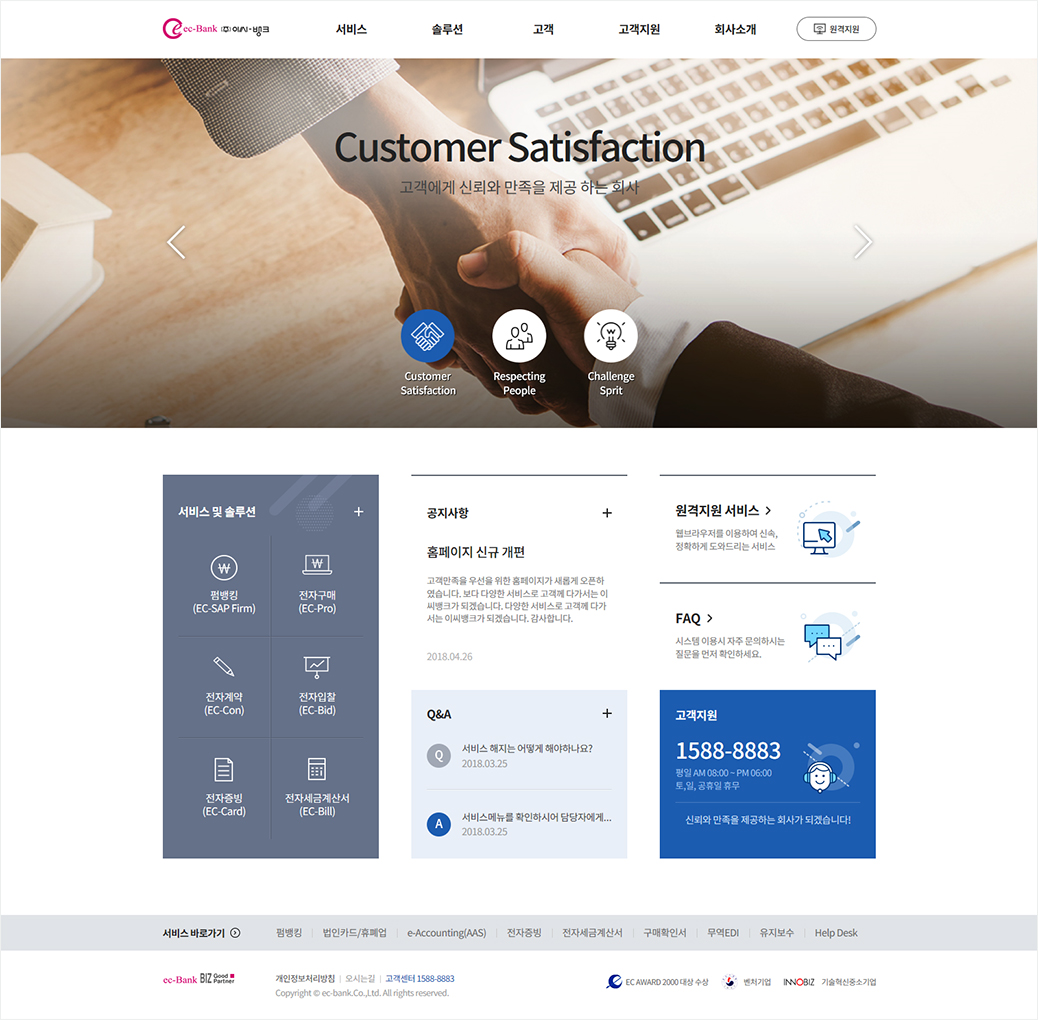 ec-Bank (주)이씨-뱅크
서비스
솔루션
고객
고객지원
회사소개
원격지원
Customer Satisfaction
고객에게 신뢰와 만족을 제공 하는 회사
Customer
Satisfaction
Respecting
People
Challenge
Sprit
서비스 및 솔루션 +
펌뱅킹
(EC-SAP Firm)
전자구매
(EC-Pro)
전자계약
(EC-Con)
전자입찰
(EC-Bid)
전자증빙
(EC-Card)
전자세금계산서
(EC-Bill)
공지사항 +
홈페이지 신규 개편
고객만족을 우선을 위한 홈페이지가 새롭게 오픈하
였습니다. 보다 다양한 서비스로 고객께 다가서는 이
씨뱅크가 되겠습니다. 다양한 서비스로 고객께 다가
서는 이씨뱅크가 되겠습니다. 감사합니다.
2018.04.26
Q&A +
Q
서비스 해지는 어떻게 해야하나요?
2018.03.25
A
서비스메뉴를 확인하시어 담당자에게...
2018.03.25
원격지원 서비스 >
웹브라우저를 이용하여 신속,
정확하게 도와드리는 서비스
FAQ >
시스템 이용시 자주 문의하시는
질문을 먼저 확인하세요.
고객지원
1588-8883
평일 AM 08:00 ~ PM 06:00
토,일, 공휴일 휴무
신뢰와 만족을 제공하는 회사가 되겠습니다!
서비스 바로가기
펌뱅킹 | 법인카드/휴폐업 | e-Accounting(AAS) | 전자증빙 | 전자세금계산서 | 구매확인서 | 무역EDI | 유지보수 | Help Desk
ec-Bank BIZ Good Partner
개인정보처리방침 | 오시는길 | 고객센터 1588-8883
Copyright © ec-bank.Co.,Ltd. All rights reserved.
EC AWARD 2000 대상 수상
벤처기업
INNOBIZ 기술혁신중소기업